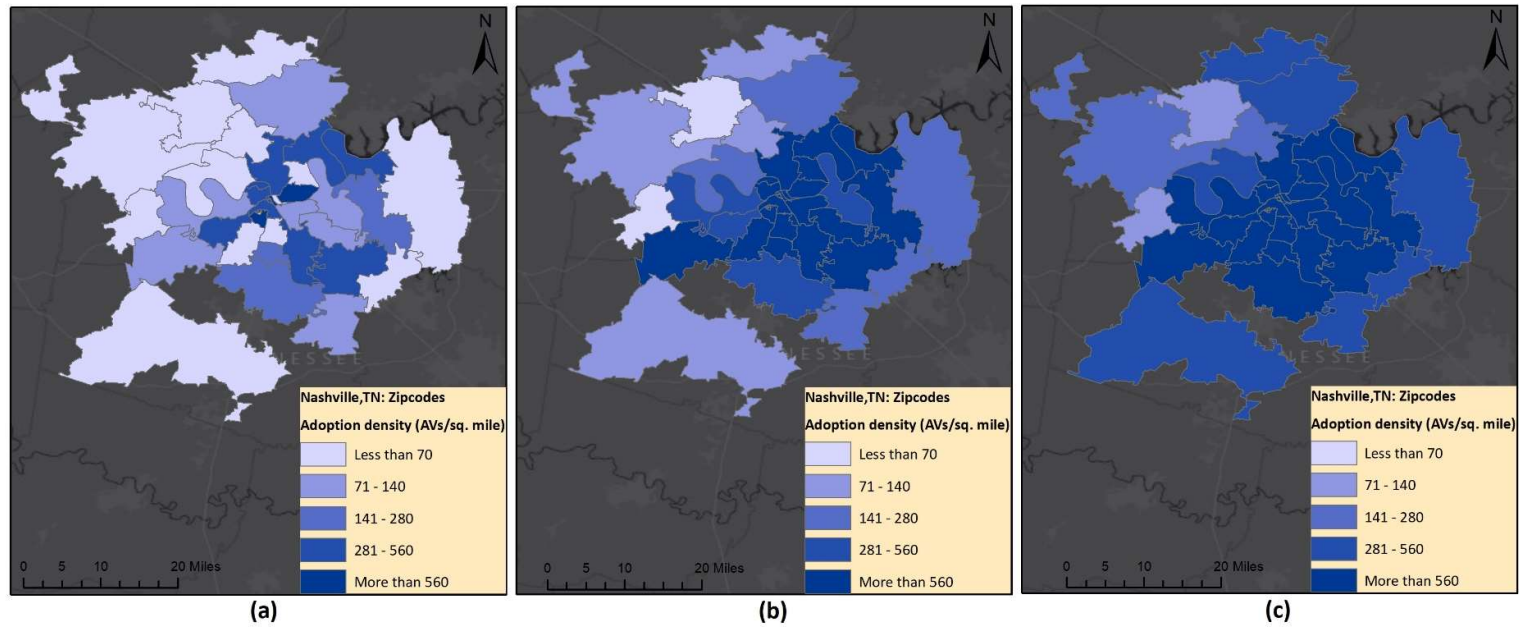 N
NESSEE
Nashville,TN: Zipcodes
Adoption density (AVs/sq. mile)
Less than 70
71 - 140
141 - 280
281 - 560
More than 560
0 5 10 20 Miles
(a)
N
ESSEE
Nashville,TN: Zipcodes
Adoption density (AVs/sq. mile)
Less than 70
71 - 140
141 - 280
281 - 560
More than 560
0 5 10 20 Miles
(b)
N
NESSEE
Nashville,TN: Zipcodes
Adoption density (AVs/sq. mile)
Less than 70
71 - 140
141 - 280
281 - 560
More than 560
0 5 10 20 Miles
(c)